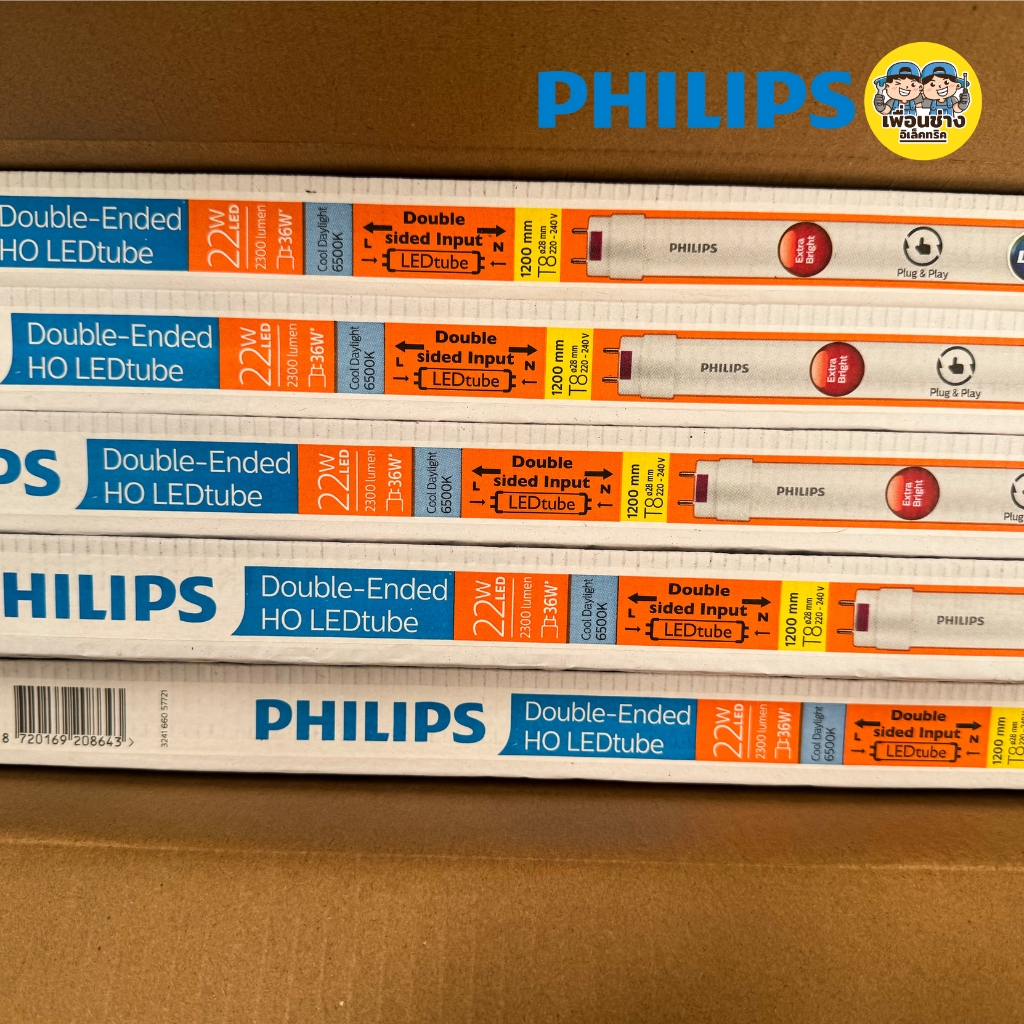 PHILIPS
เพื่อนช่าง
อิเล็คทริค
Double-Ended
HO LEDtube
22W
LED
2300 lumen
36W*
Cool Daylight
6500K
Double
sided Input
L
N
LEDtube
1200 mm
T8
ø28 mm
220 - 240 V
PHILIPS
Extra
Bright
Plug & Play
Double-Ended
HO LEDtube
22W
LED
2300 lumen
36W*
Cool Daylight
6500K
Double
sided Input
L
N
LEDtube
1200 mm
T8
ø28 mm
220 - 240 V
PHILIPS
Extra
Bright
Plug & Play
PS
Double-Ended
HO LEDtube
22W
LED
2300 lumen
36W*
Cool Daylight
6500K
Double
sided Input
L
N
LEDtube
1200 mm
T8
ø28 mm
220 - 240 V
PHILIPS
Extra
Bright
Plug
HILIPS
Double-Ended
HO LEDtube
22W
LED
2300 lumen
36W*
Cool Daylight
6500K
Double
sided Input
L
N
LEDtube
1200 mm
T8
ø28 mm
220 - 240 V
PHILIPS
8 720169 208643 >
3241 660 57721
PHILIPS
Double-Ended
HO LEDtube
22W
LED
2300 lumen
36W*
Cool Daylight
6500K
Double
sided Input
L
N
LEDtube
1200 mm
T8
ø28 mm
220 - 240